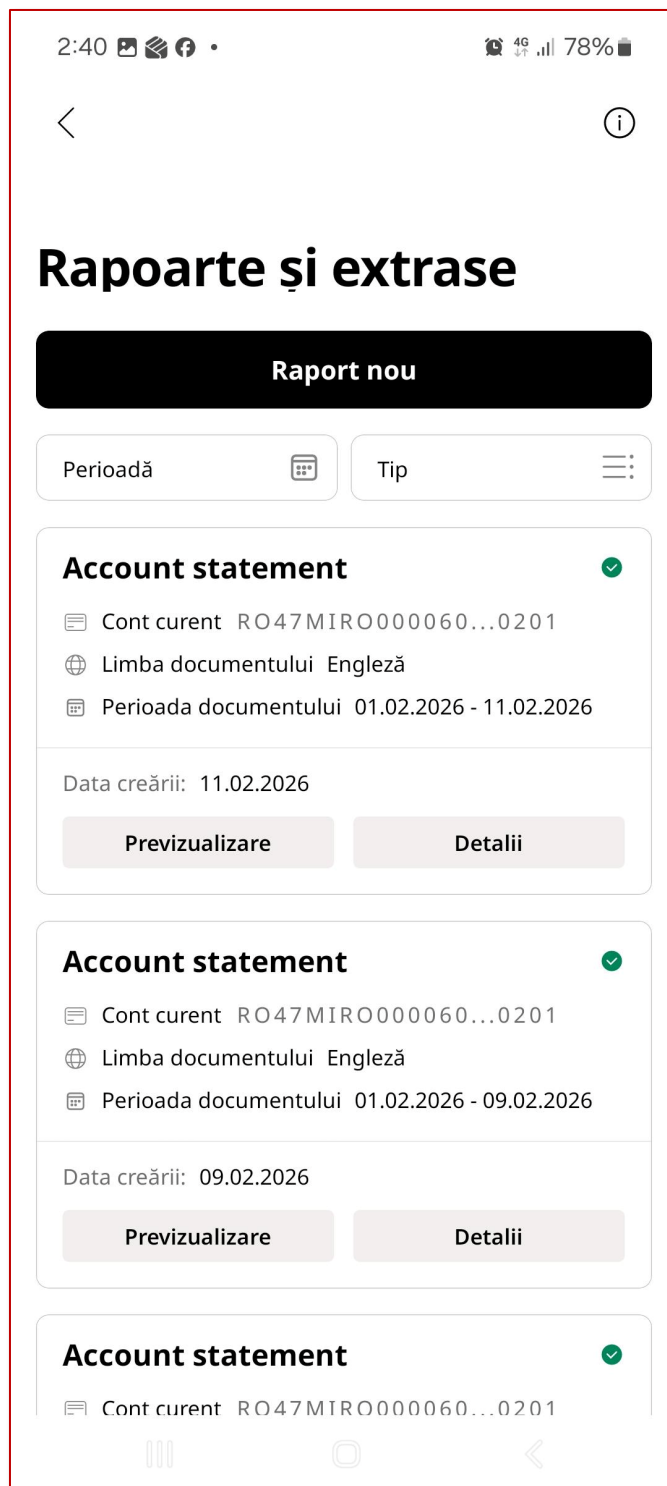 2:40
4G 78%
Rapoarte și extrase
Raport nou
Perioadă
Tip
Account statement
Cont curent RO47MIRO000060...0201
Limba documentului Engleză
Perioada documentului 01.02.2026 - 11.02.2026
Data creării: 11.02.2026
Previzualizare
Detalii
Account statement
Cont curent RO47MIRO000060...0201
Limba documentului Engleză
Perioada documentului 01.02.2026 - 09.02.2026
Data creării: 09.02.2026
Previzualizare
Detalii
Account statement
Cont curent RO47MIRO000060...0201